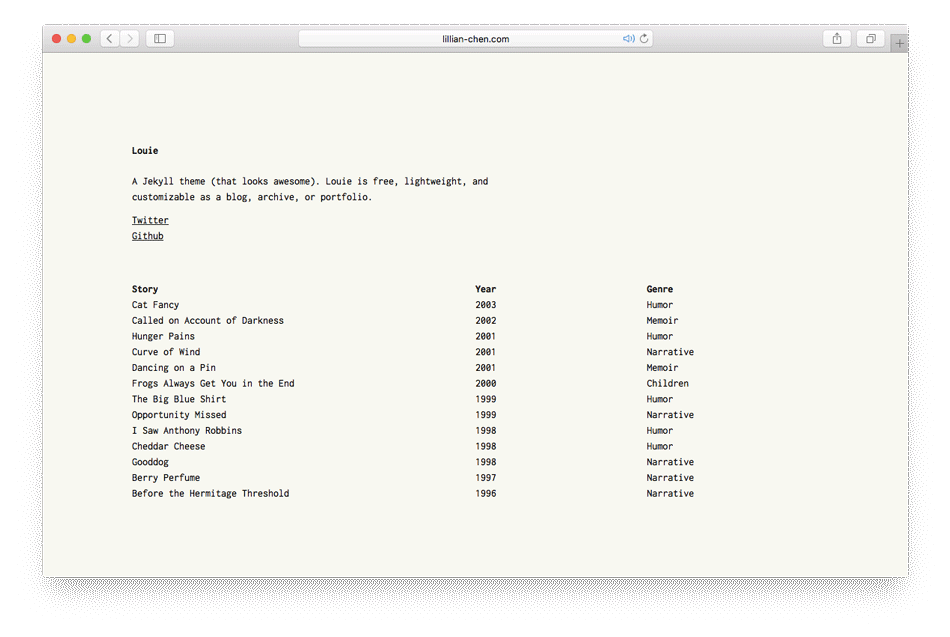 lillian-chen.com
Louie
A Jekyll theme (that looks awesome). Louie is free, lightweight, and
customizable as a blog, archive, or portfolio.
Twitter
Github
Story Year Genre
Cat Fancy 2003 Humor
Called on Account of Darkness 2002 Memoir
Hunger Pains 2001 Humor
Curve of Wind 2001 Narrative
Dancing on a Pin 2001 Memoir
Frogs Always Get You in the End 2000 Children
The Big Blue Shirt 1999 Humor
Opportunity Missed 1999 Narrative
I Saw Anthony Robbins 1998 Humor
Cheddar Cheese 1998 Humor
Gooddog 1998 Narrative
Berry Perfume 1997 Narrative
Before the Hermitage Threshold 1996 Narrative